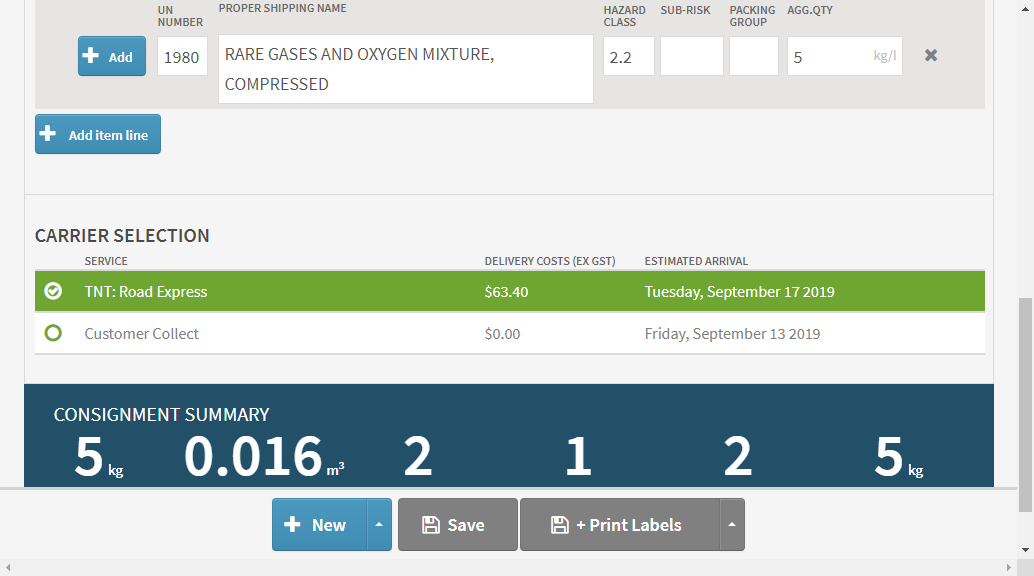 UN NUMBER PROPER SHIPPING NAME HAZARD CLASS SUB-RISK PACKING GROUP AGG.QTY
Add 1980 RARE GASES AND OXYGEN MIXTURE, COMPRESSED 2.2 5 kg/l
Add item line
CARRIER SELECTION
SERVICE DELIVERY COSTS (EX GST) ESTIMATED ARRIVAL
TNT: Road Express $63.40 Tuesday, September 17 2019
Customer Collect $0.00 Friday, September 13 2019
CONSIGNMENT SUMMARY
5 kg 0.016 m³ 2 1 2 5 kg
New Save + Print Labels